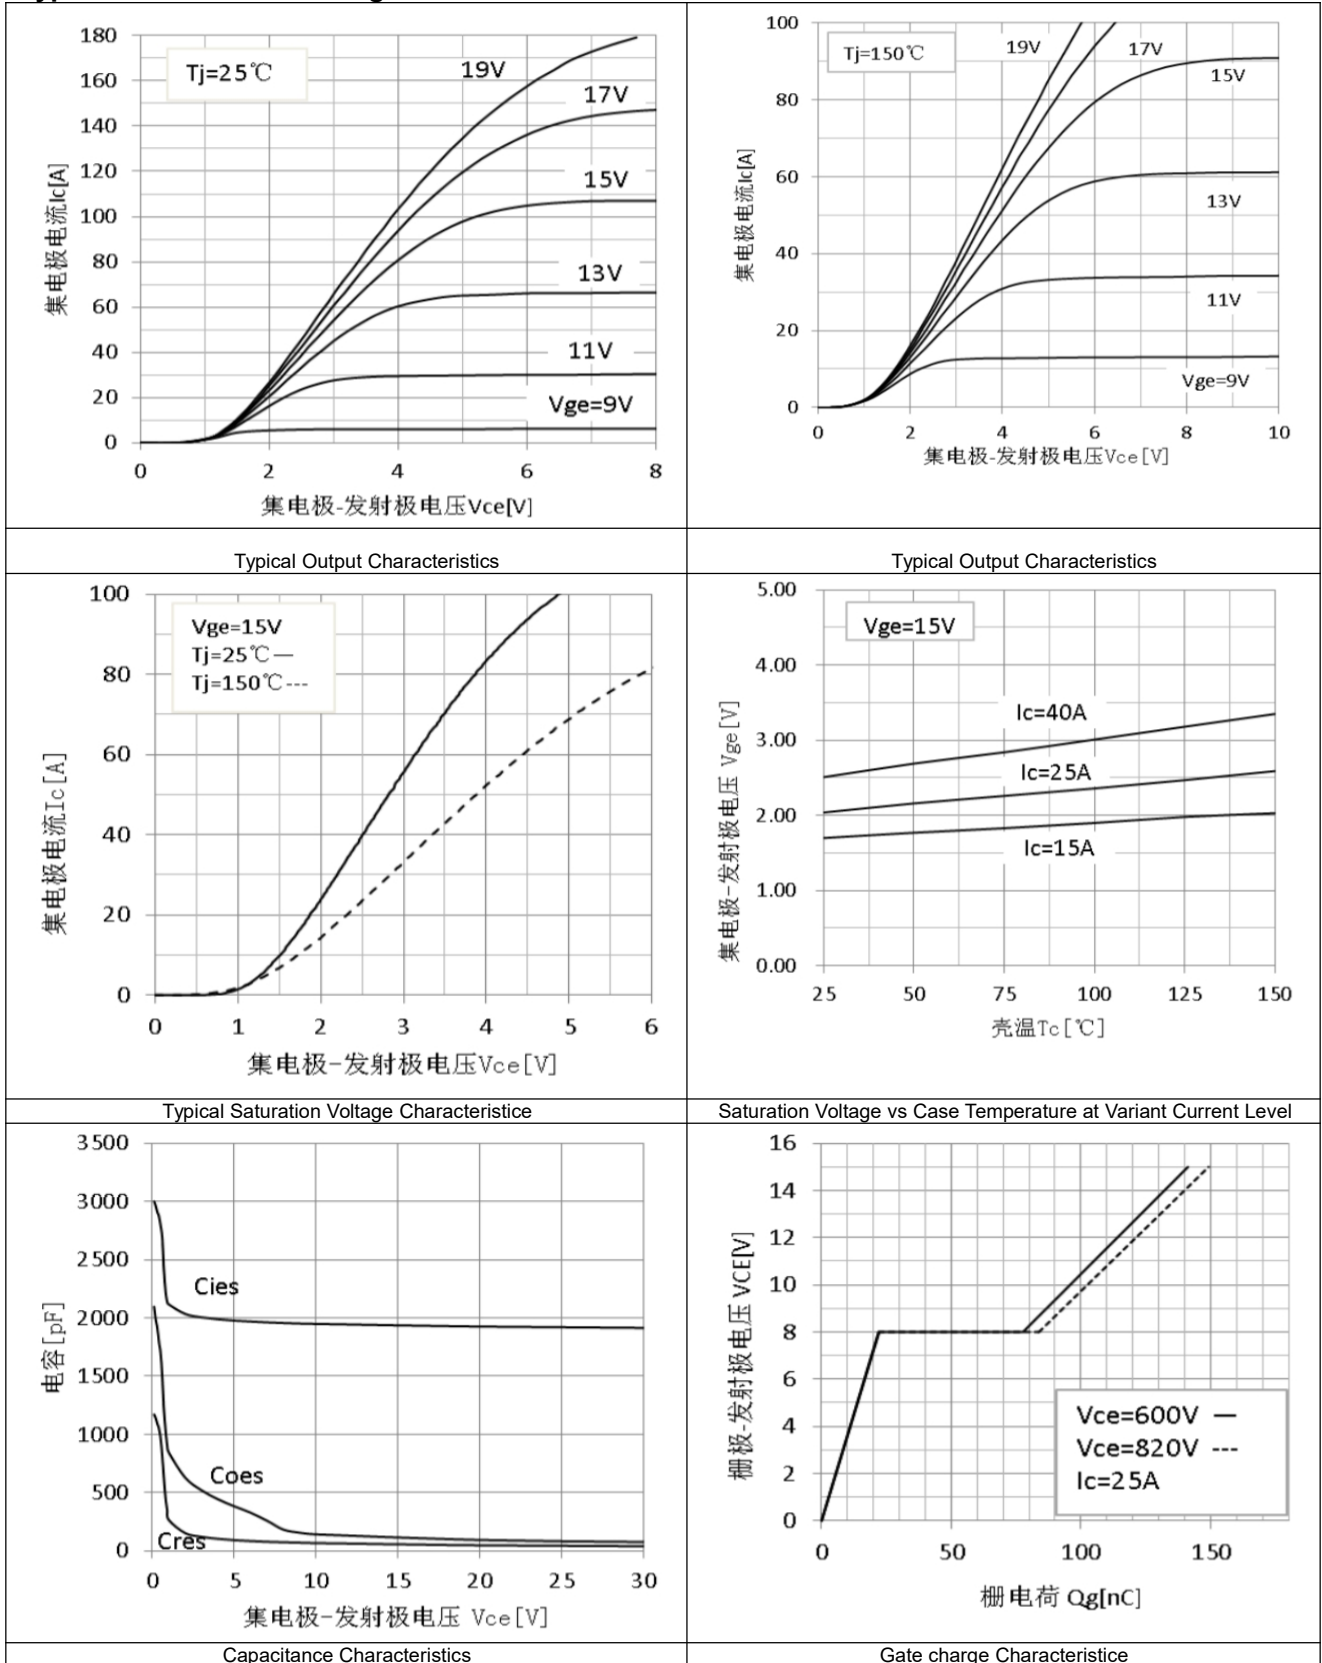 180
160
140
120
100
80
60
40
20
0
0 2 4 6 8
Tj=25℃
19V
17V
15V
13V
11V
Vge=9V
集电极电流Ic[A]
集电极-发射极电压Vce[V]
100
80
60
40
20
0
0 2 4 6 8 10
Tj=150℃
19V
17V
15V
13V
11V
Vge=9V
集电极电流Ic[A]
集电极-发射极电压Vce[V]
Typical Output Characteristics
Typical Output Characteristics
100
80
60
40
20
0
0 1 2 3 4 5 6
Vge=15V
Tj=25℃—
Tj=150℃---
集电极电流Ic[A]
集电极-发射极电压Vce[V]
5.00
4.00
3.00
2.00
1.00
0.00
25 50 75 100 125 150
Vge=15V
Ic=40A
Ic=25A
Ic=15A
集电极-发射极电压 Vge[V]
壳温Tc[℃]
Typical Saturation Voltage Characteristice
Saturation Voltage vs Case Temperature at Variant Current Level
3500
3000
2500
2000
1500
1000
500
0
0 5 10 15 20 25 30
Cies
Coes
Cres
电容[pF]
集电极-发射极电压 Vce[V]
16
14
12
10
8
6
4
2
0
0 50 100 150
Vce=600V —
Vce=820V ---
Ic=25A
栅极-发射极电压 VCE[V]
栅电荷 Qg[nC]
Capacitance Characteristics
Gate charge Characteristice